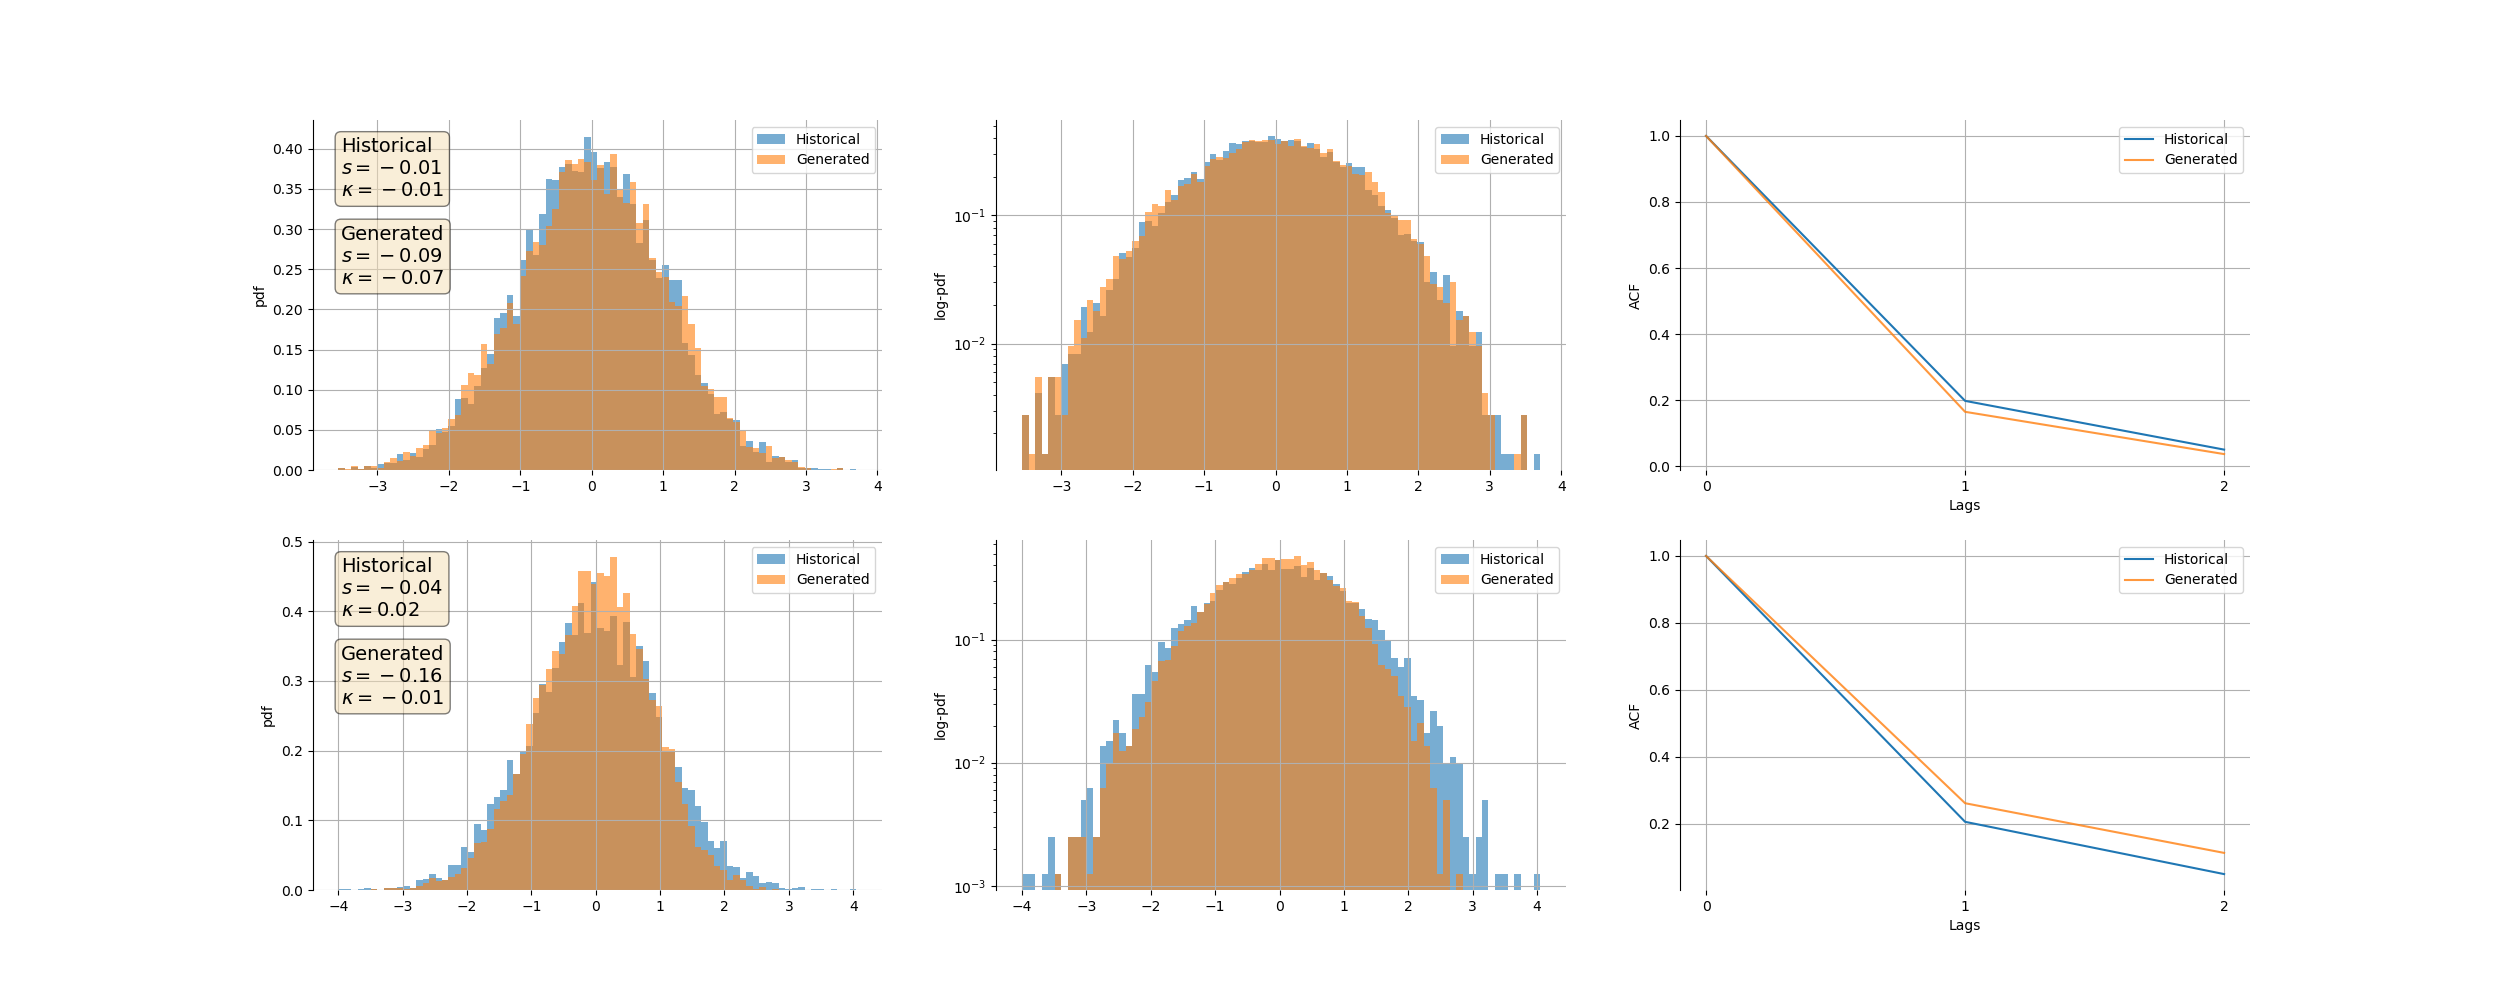 Historical
s = −0.01
κ = −0.01
Generated
s = −0.09
κ = −0.07
Historical
Generated
pdf
0.40
0.35
0.30
0.25
0.20
0.15
0.10
0.05
0.00
−3 −2 −1 0 1 2 3 4
Historical
Generated
log-pdf
10⁻¹
10⁻²
−3 −2 −1 0 1 2 3 4
Historical
Generated
ACF
1.0
0.8
0.6
0.4
0.2
0.0
0 1 2
Lags
Historical
s = −0.04
κ = 0.02
Generated
s = −0.16
κ = −0.01
Historical
Generated
pdf
0.5
0.4
0.3
0.2
0.1
0.0
−4 −3 −2 −1 0 1 2 3 4
Historical
Generated
log-pdf
10⁻¹
10⁻²
10⁻³
−4 −3 −2 −1 0 1 2 3 4
Historical
Generated
ACF
1.0
0.8
0.6
0.4
0.2
0 1 2
Lags